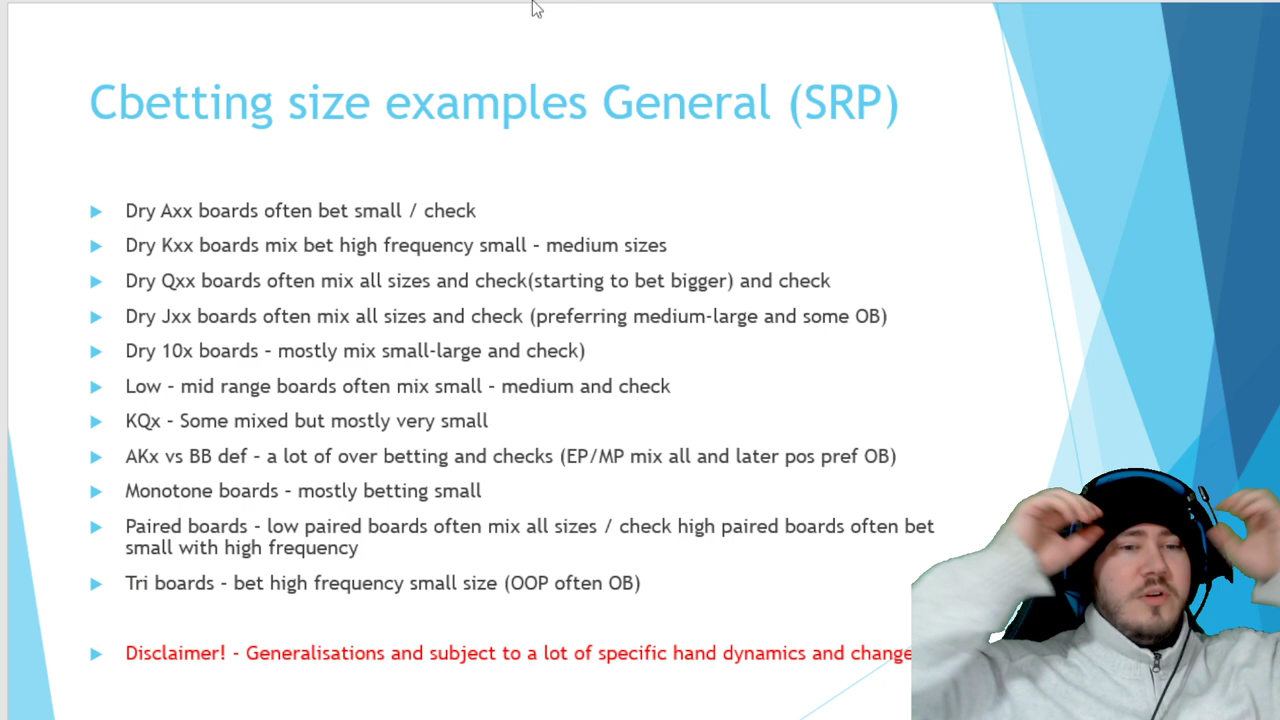 Cbetting size examples General (SRP)
Dry Axx boards often bet small / check
Dry Kxx boards mix bet high frequency small - medium sizes
Dry Qxx boards often mix all sizes and check(starting to bet bigger) and check
Dry Jxx boards often mix all sizes and check (preferring medium-large and some OB)
Dry 10x boards - mostly mix small-large and check)
Low - mid range boards often mix small - medium and check
KQx - Some mixed but mostly very small
AKx vs BB def - a lot of over betting and checks (EP/MP mix all and later pos pref OB)
Monotone boards - mostly betting small
Paired boards - low paired boards often mix all sizes / check high paired boards often bet
small with high frequency
Tri boards - bet high frequency small size (OOP often OB)
Disclaimer! - Generalisations and subject to a lot of specific hand dynamics and change